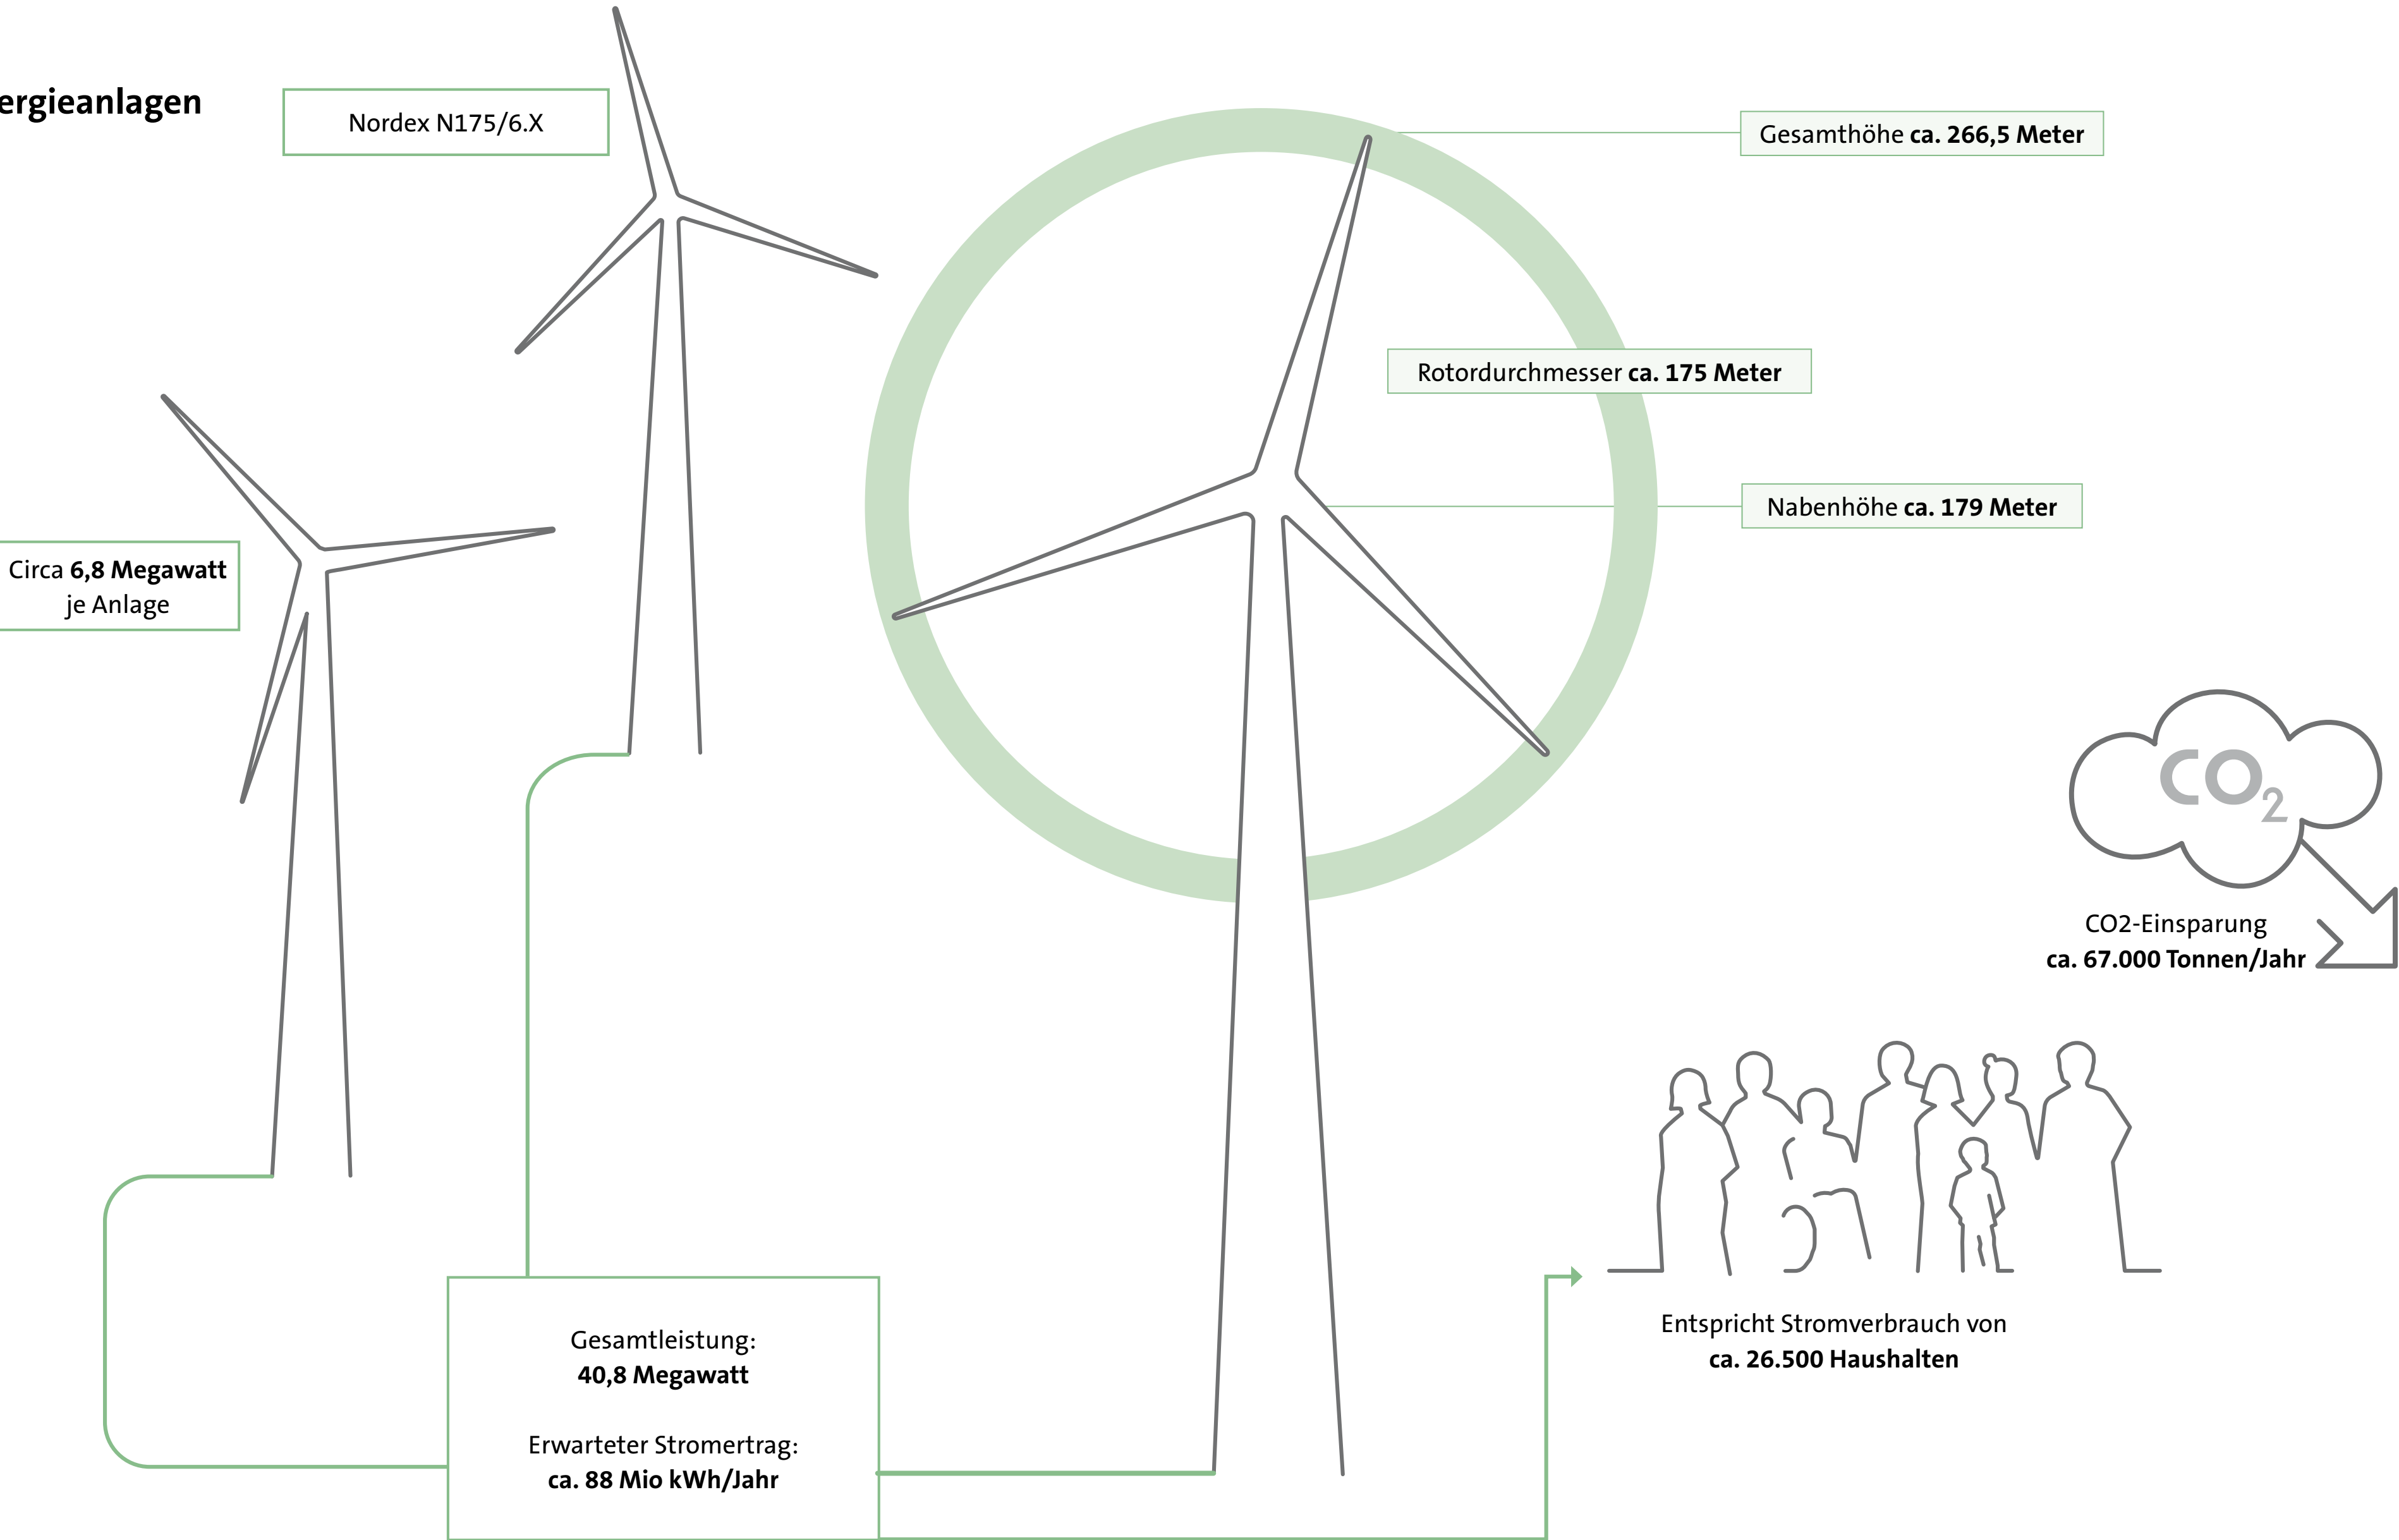 ergieanlagen
Nordex N175/6.X
Gesamthöhe ca. 266,5 Meter
Rotordurchmesser ca. 175 Meter
Nabenhöhe ca. 179 Meter
Circa 6,8 Megawatt
je Anlage
CO2
CO2-Einsparung
ca. 67.000 Tonnen/Jahr
Gesamtleistung:
40,8 Megawatt
Erwarteter Stromertrag:
ca. 88 Mio kWh/Jahr
Entspricht Stromverbrauch von
ca. 26.500 Haushalten